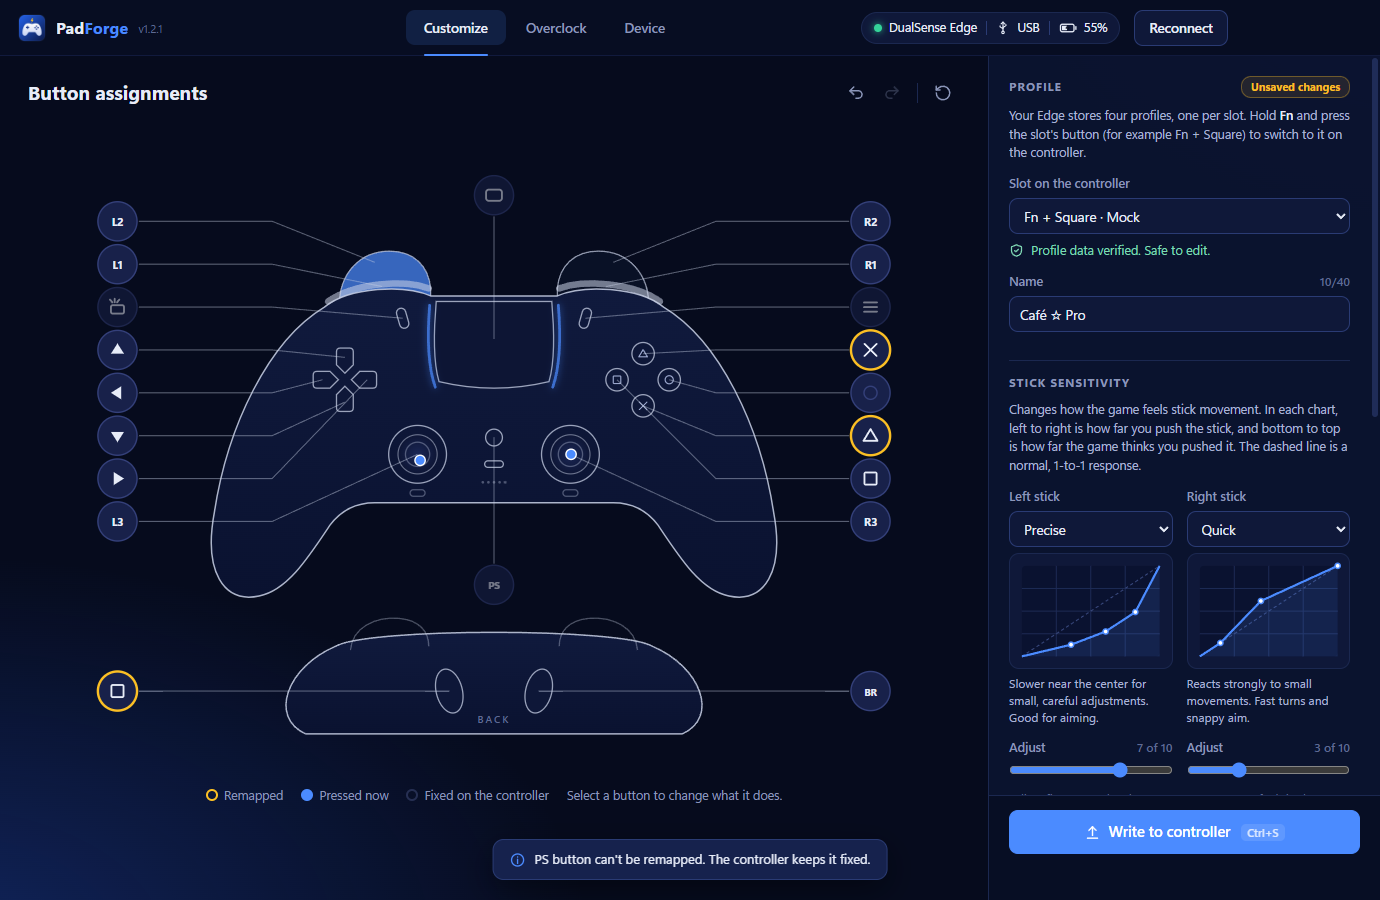 PadForge v1.2.1
Customize
Overclock
Device
DualSense Edge
USB
55%
Reconnect
Button assignments
L2
L1
L3
R2
R1
R3
PS
BACK
BR
Remapped
Pressed now
Fixed on the controller
Select a button to change what it does.
PS button can't be remapped. The controller keeps it fixed.
PROFILE
Unsaved changes
Your Edge stores four profiles, one per slot. Hold Fn and press
the slot's button (for example Fn + Square) to switch to it on
the controller.
Slot on the controller
Fn + Square · Mock
Profile data verified. Safe to edit.
Name
10/40
Café ☆ Pro
STICK SENSITIVITY
Changes how the game feels stick movement. In each chart,
left to right is how far you push the stick, and bottom to top
is how far the game thinks you pushed it. The dashed line is a
normal, 1-to-1 response.
Left stick
Right stick
Precise
Quick
Slower near the center for
small, careful adjustments.
Good for aiming.
Reacts strongly to small
movements. Fast turns and
snappy aim.
Adjust
7 of 10
Adjust
3 of 10
Write to controller
Ctrl+S